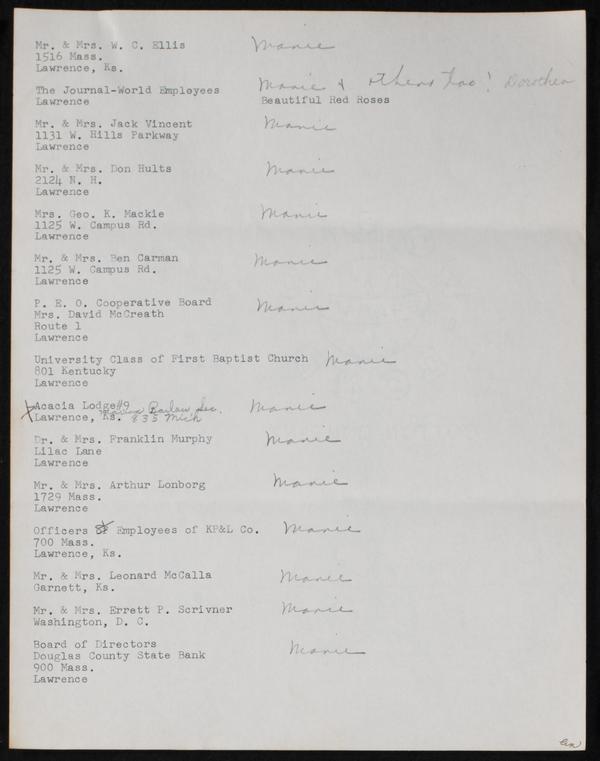 Mr. & Mrs. W. C. Ellis Marie
1516 Mass.
Lawrence, Ks.
The Journal-World Employees Marie & others too! Dorothea
Lawrence Beautiful Red Roses
Mr. & Mrs. Jack Vincent Marie
1131 W. Hills Parkway
Lawrence
Mr. & Mrs. Don Hults Marie
2124 N. H.
Lawrence
Mrs. Geo. K. Mackie Marie
1125 W. Campus Rd.
Lawrence
Mr. & Mrs. Ben Carman Marie
1125 W. Campus Rd.
Lawrence
P. E. O. Cooperative Board Marie
Mrs. David McCreath
Route 1
Lawrence
University Class of First Baptist Church Marie
801 Kentucky
Lawrence
Acacia Lodge#9 Barlow Sec. Marie
Lawrence, Ks. 835 Mich
Dr. & Mrs. Franklin Murphy Marie
Lilac Lane
Lawrence
Mr. & Mrs. Arthur Lonborg Marie
1729 Mass.
Lawrence
Officers & Employees of KP&L Co. Marie
700 Mass.
Lawrence, Ks.
Mr. & Mrs. Leonard McCalla Marie
Garnett, Ks.
Mr. & Mrs. Errett P. Scrivner Marie
Washington, D. C.
Board of Directors Marie
Douglas County State Bank
900 Mass.
Lawrence